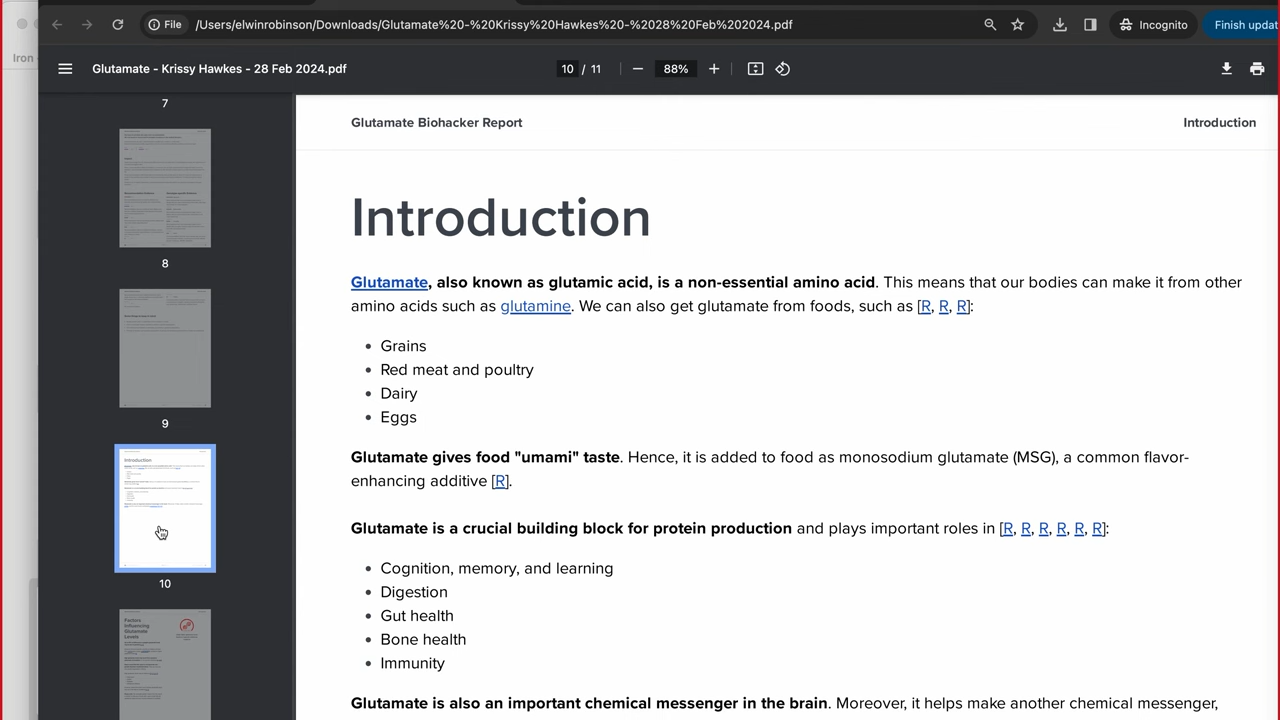 Iron
File
/Users/elwinrobinson/Downloads/Glutamate%20-%20Krissy%20Hawkes%20-%2028%20Feb%202024.pdf
Incognito
Finish updat
Glutamate - Krissy Hawkes - 28 Feb 2024.pdf
10 / 11
88%
7
8
9
10
Glutamate Biohacker Report
Introduction
Introduction
Glutamate, also known as glutamic acid, is a non-essential amino acid. This means that our bodies can make it from other
amino acids such as glutamine. We can also get glutamate from foods, such as [R, R, R]:
• Grains
• Red meat and poultry
• Dairy
• Eggs
Glutamate gives food "umami" taste. Hence, it is added to food as monosodium glutamate (MSG), a common flavor-
enhancing additive [R].
Glutamate is a crucial building block for protein production and plays important roles in [R, R, R, R, R, R]:
• Cognition, memory, and learning
• Digestion
• Gut health
• Bone health
• Immunity
Glutamate is also an important chemical messenger in the brain. Moreover, it helps make another chemical messenger,
Introduction
Factors
Influencing
Glutamate
Levels